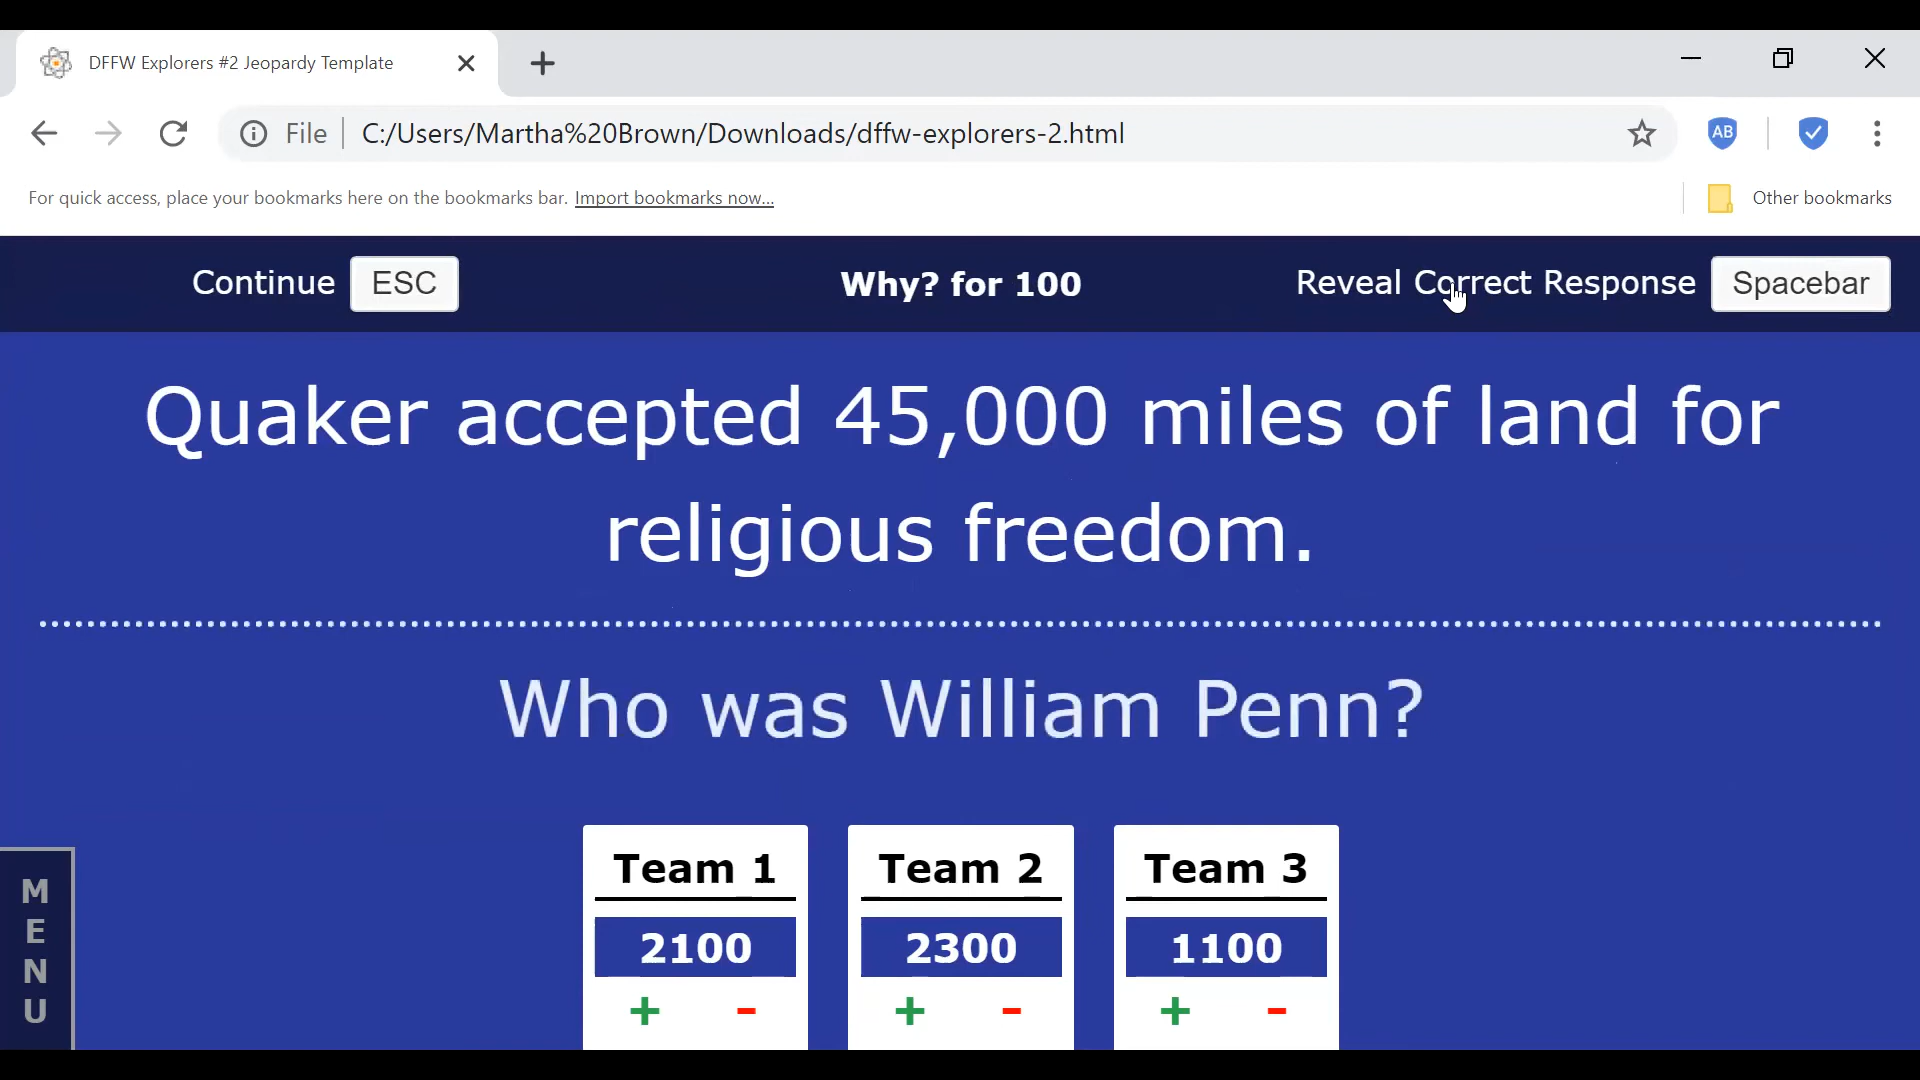 DFFW Explorers #2 Jeopardy Template
File C:/Users/Martha%20Brown/Downloads/dffw-explorers-2.html
AB
For quick access, place your bookmarks here on the bookmarks bar. Import bookmarks now...
Other bookmarks
Continue ESC
Why? for 100
Reveal Correct Response Spacebar
Quaker accepted 45,000 miles of land for
religious freedom.
Who was William Penn?
Team 1 Team 2 Team 3
2100 2300 1100
+ - + - + -
MENU